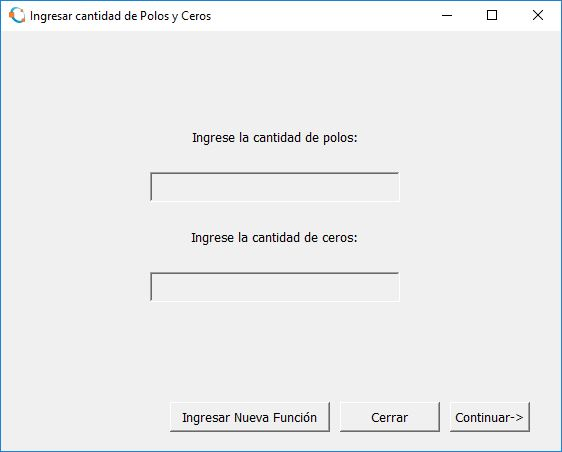 Ingresar cantidad de Polos y Ceros
Ingrese la cantidad de polos:
Ingrese la cantidad de ceros:
Ingresar Nueva Función
Cerrar
Continuar->